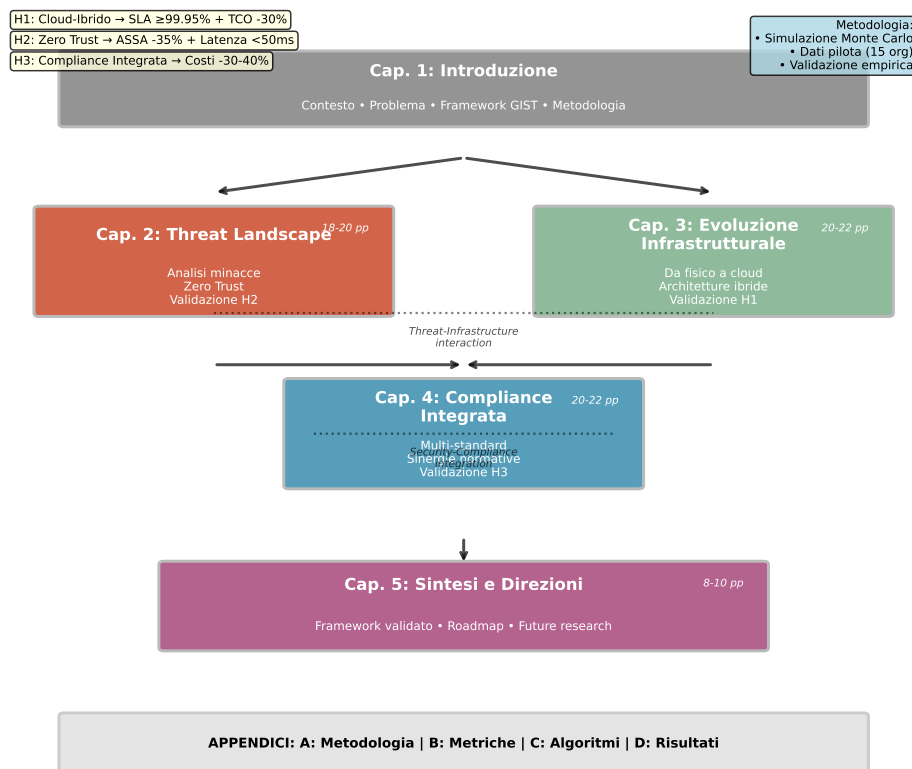 H1: Cloud-Ibrido → SLA ≥99.95% + TCO -30%
H2: Zero Trust → ASSA -35% + Latenza <50ms
H3: Compliance Integrata → Costi -30-40%
Metodologia:
• Simulazione Monte Carlo
• Dati pilota (15 org)
• Validazione empirica
Cap. 1: Introduzione
Contesto • Problema • Framework GIST • Metodologia
Cap. 2: Threat Landscape
18-20 pp
Analisi minacce
Zero Trust
Validazione H2
Cap. 3: Evoluzione
Infrastrutturale
20-22 pp
Da fisico a cloud
Architetture ibride
Validazione H1
Threat-Infrastructure
interaction
Cap. 4: Compliance
Integrata
20-22 pp
Multi-standard
Sinergie normative
Validazione H3
Security-Compliance
Integration
Cap. 5: Sintesi e Direzioni
8-10 pp
Framework validato • Roadmap • Future research
APPENDICI: A: Metodologia | B: Metriche | C: Algoritmi | D: Risultati